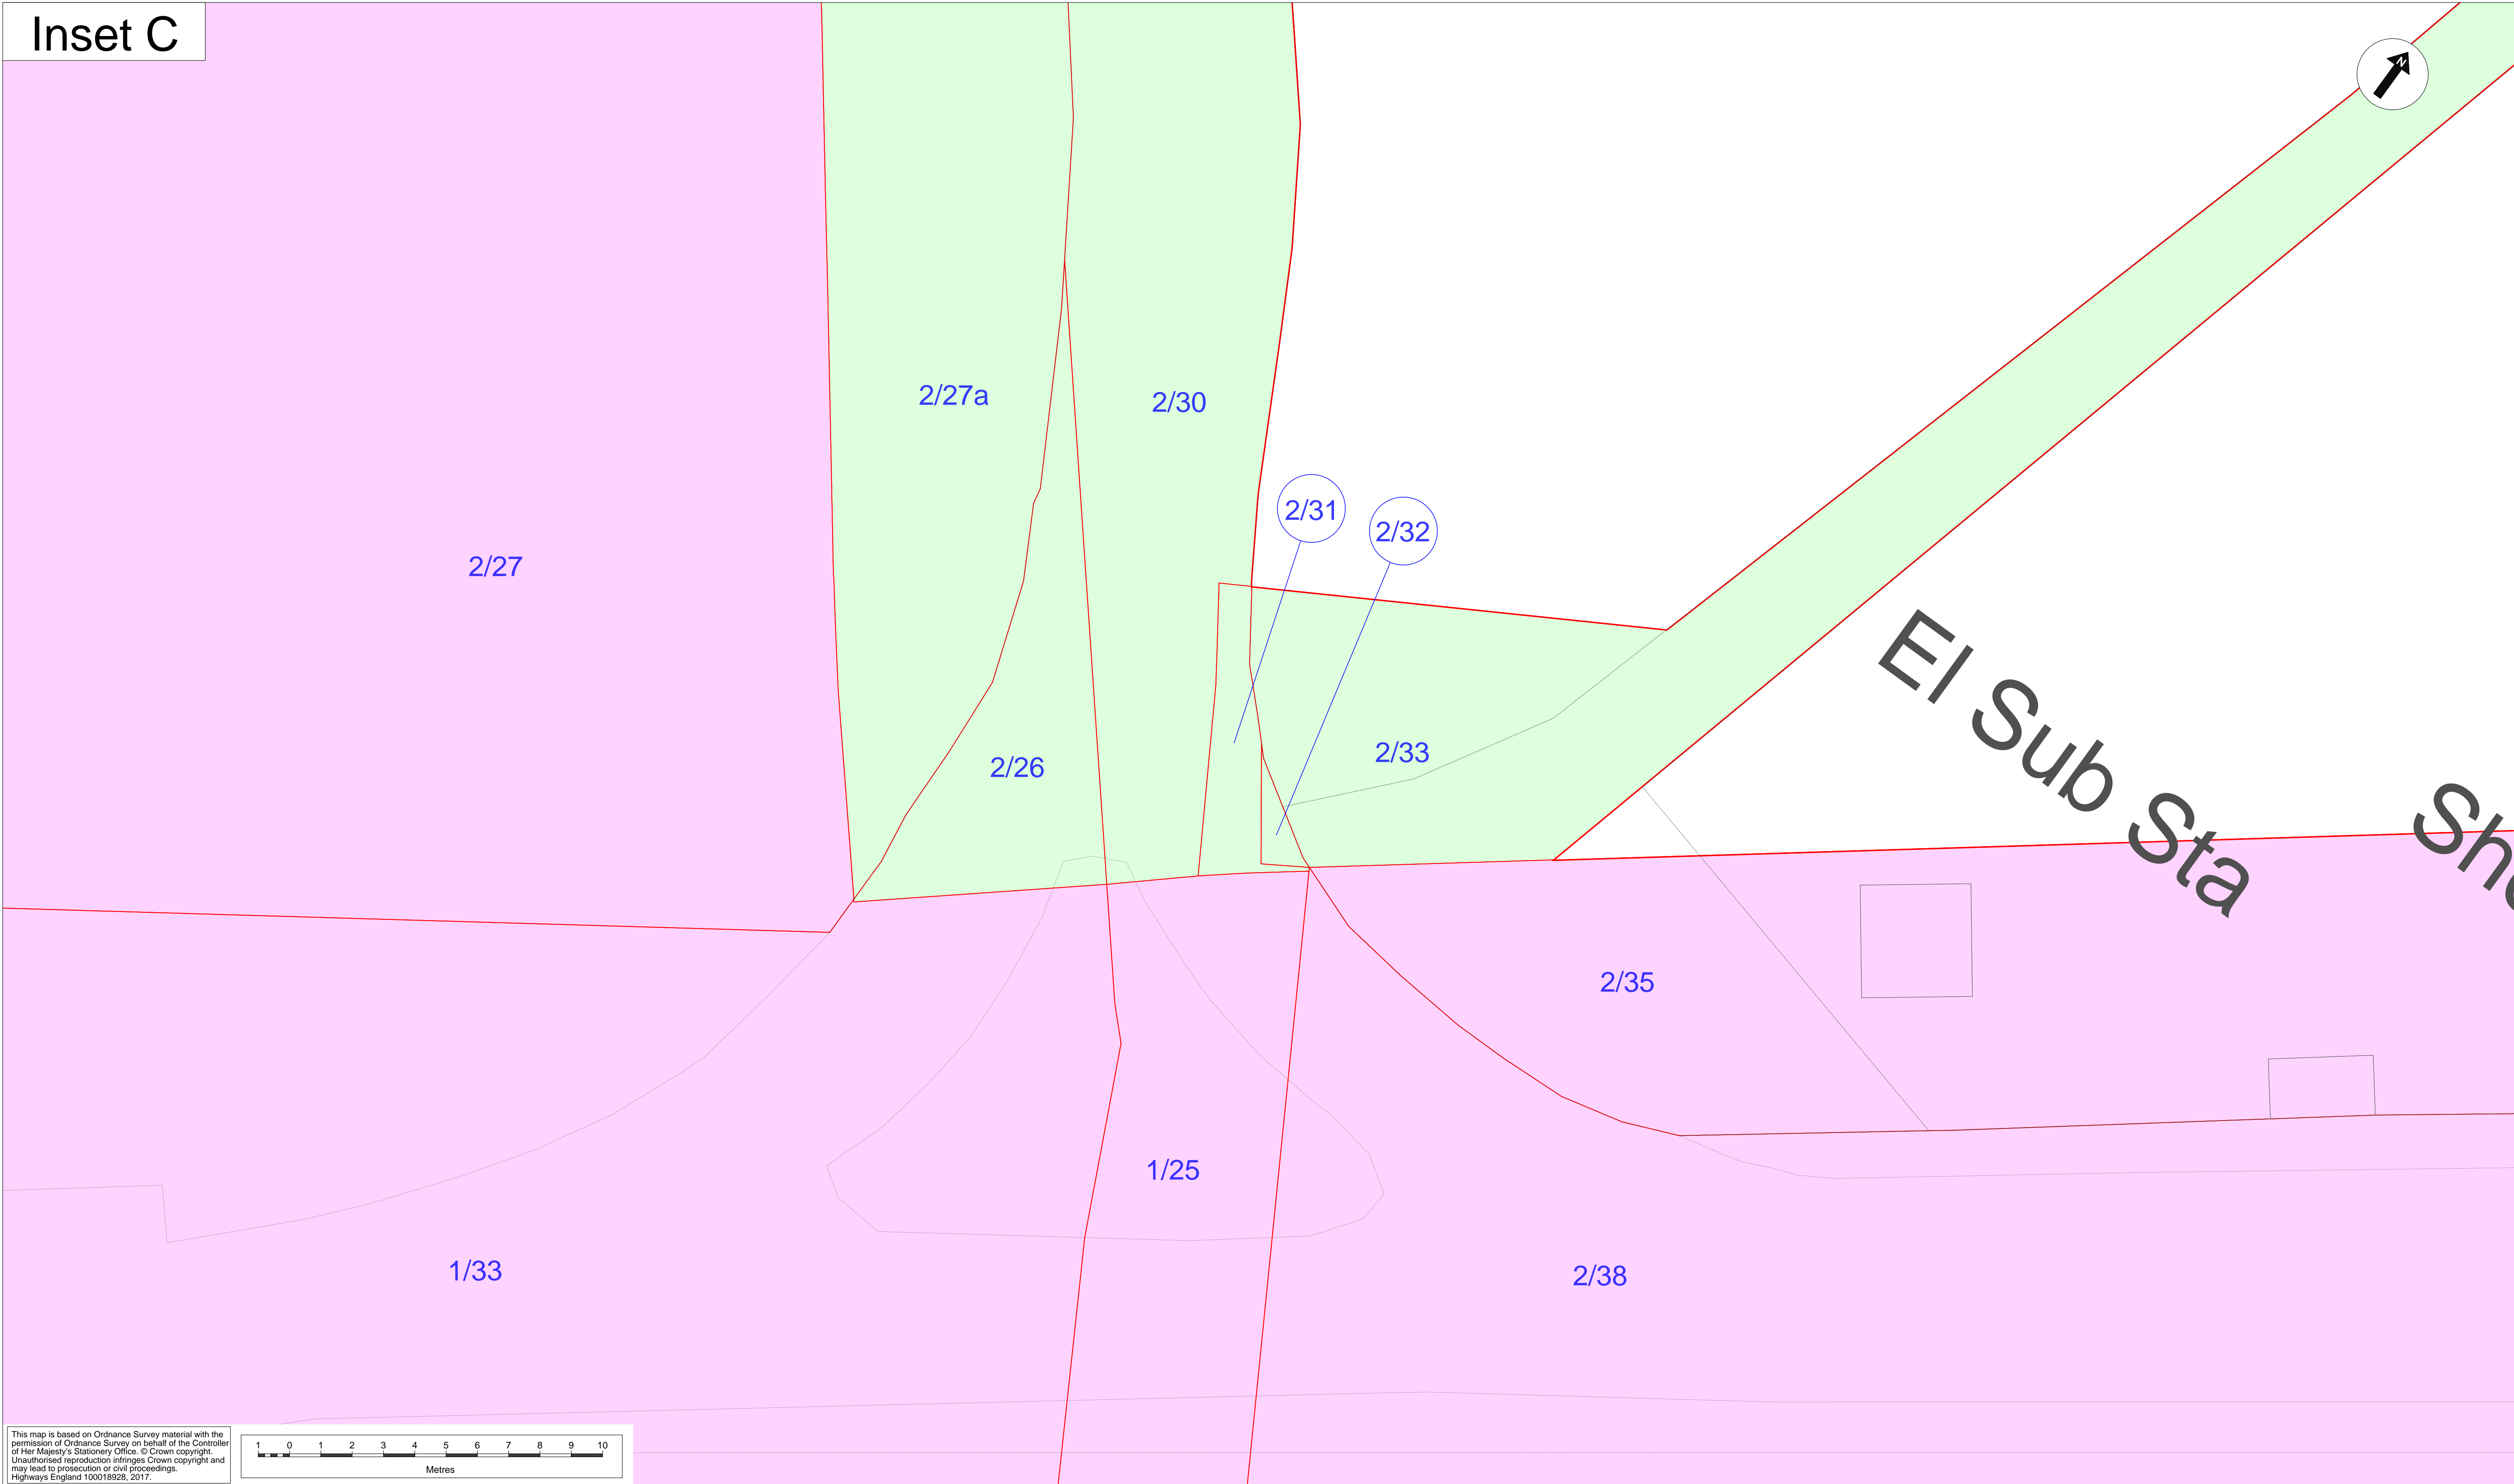 Inset C
N
2/27a
2/30
2/31
2/32
2/27
2/33
2/26
El Sub Sta
2/35
1/25
1/33
2/38
This map is based on Ordnance Survey material with the
permission of Ordnance Survey on behalf of the Controller
of Her Majesty's Stationery Office. © Crown copyright.
Unauthorised reproduction infringes Crown copyright and
may lead to prosecution or civil proceedings.
Highways England 100018928, 2017.
1 0 1 2 3 4 5 6 7 8 9 10
Metres